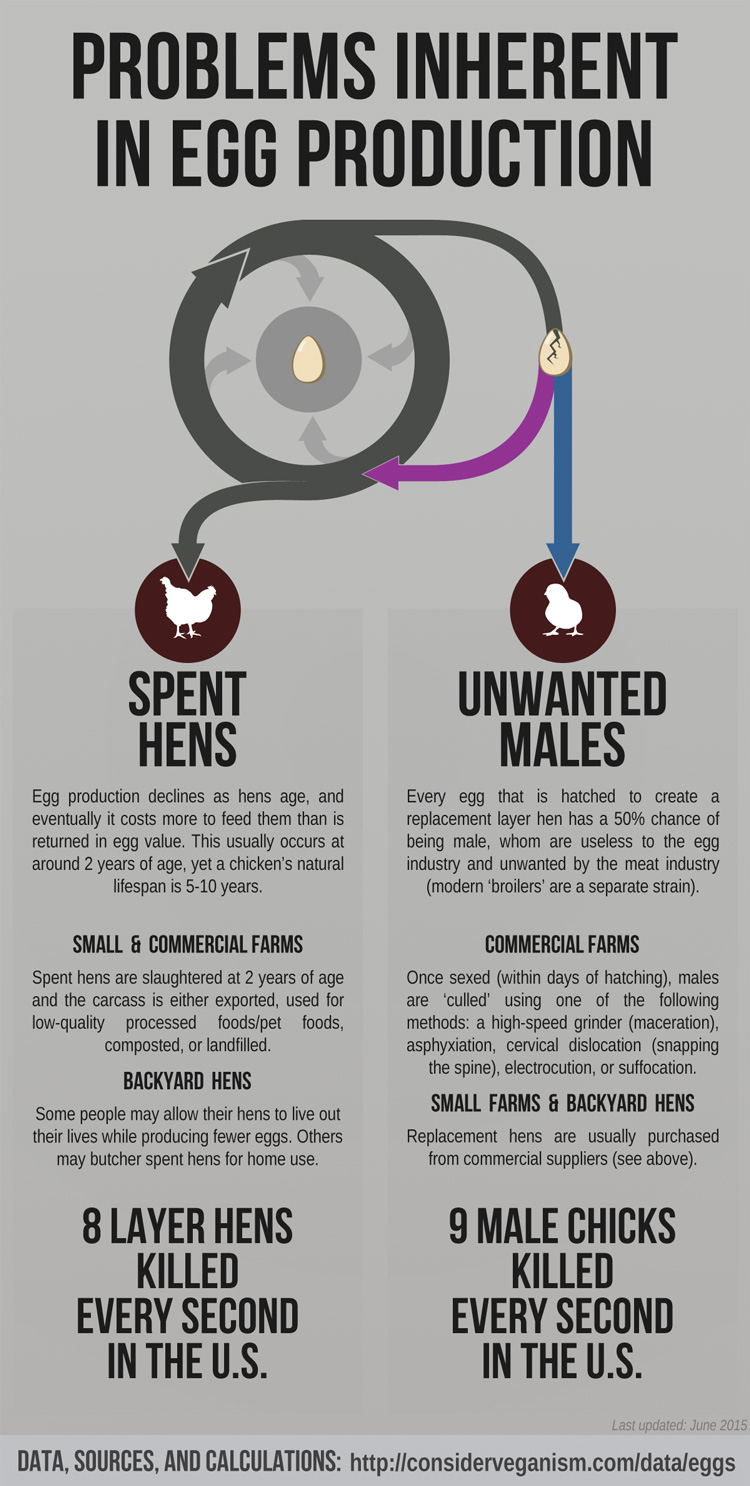 PROBLEMS INHERENT
IN EGG PRODUCTION
SPENT
HENS
Egg production declines as hens age, and
eventually it costs more to feed them than is
returned in egg value. This usually occurs at
around 2 years of age, yet a chicken's natural
lifespan is 5-10 years.
SMALL & COMMERCIAL FARMS
Spent hens are slaughtered at 2 years of age
and the carcass is either exported, used for
low-quality processed foods/pet foods,
composted, or landfilled.
BACKYARD HENS
Some people may allow their hens to live out
their lives while producing fewer eggs. Others
may butcher spent hens for home use.
8 LAYER HENS
KILLED
EVERY SECOND
IN THE U.S.
UNWANTED
MALES
Every egg that is hatched to create a
replacement layer hen has a 50% chance of
being male, whom are useless to the egg
industry and unwanted by the meat industry
(modern ‘broilers’ are a separate strain).
COMMERCIAL FARMS
Once sexed (within days of hatching), males
are ‘culled’ using one of the following
methods: a high-speed grinder (maceration),
asphyxiation, cervical dislocation (snapping
the spine), electrocution, or suffocation.
SMALL FARMS & BACKYARD HENS
Replacement hens are usually purchased
from commercial suppliers (see above).
9 MALE CHICKS
KILLED
EVERY SECOND
IN THE U.S.
Last updated: June 2015
DATA, SOURCES, AND CALCULATIONS: http://considerveganism.com/data/eggs